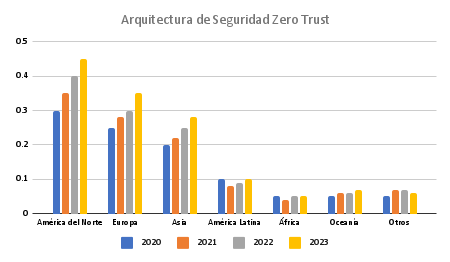 Arquitectura de Seguridad Zero Trust
0.5
0.4
0.3
0.2
0.1
0
América del Norte Europa Asia América Latina África Oceanía Otros
2020 2021 2022 2023